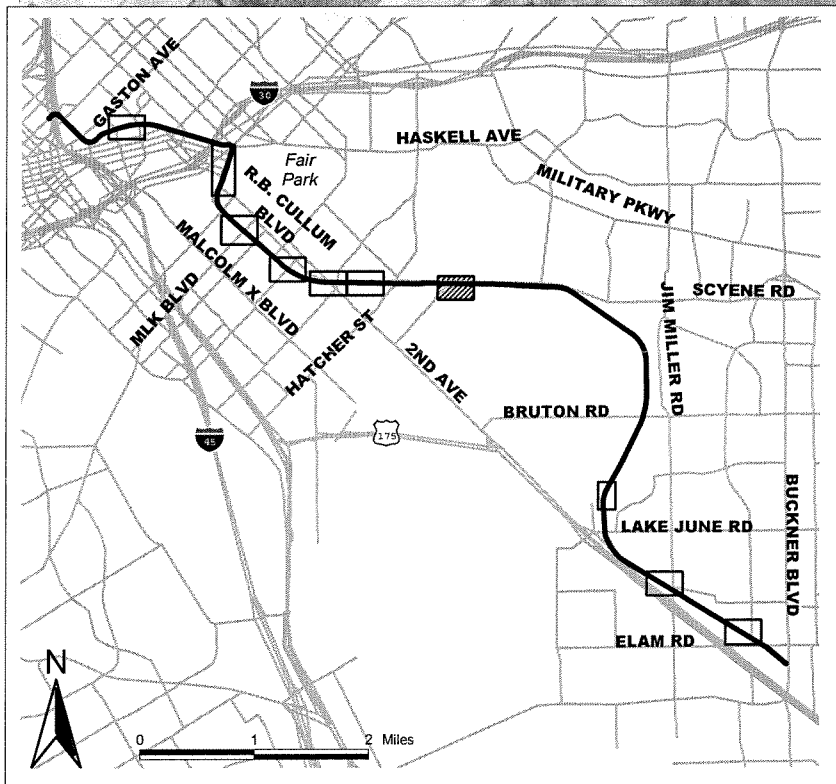 GASTON AVE
30
HASKELL AVE
Fair
Park
MILITARY PKWY
R.B. CULLUM
BLVD
MALCOLM X BLVD
MLK BLVD
SCYENE RD
JIM MILLER RD
HATCHER ST
2ND AVE
BRUTON RD
175
45
BUCKNER BLVD
LAKE JUNE RD
ELAM RD
N
0 1 2 Miles